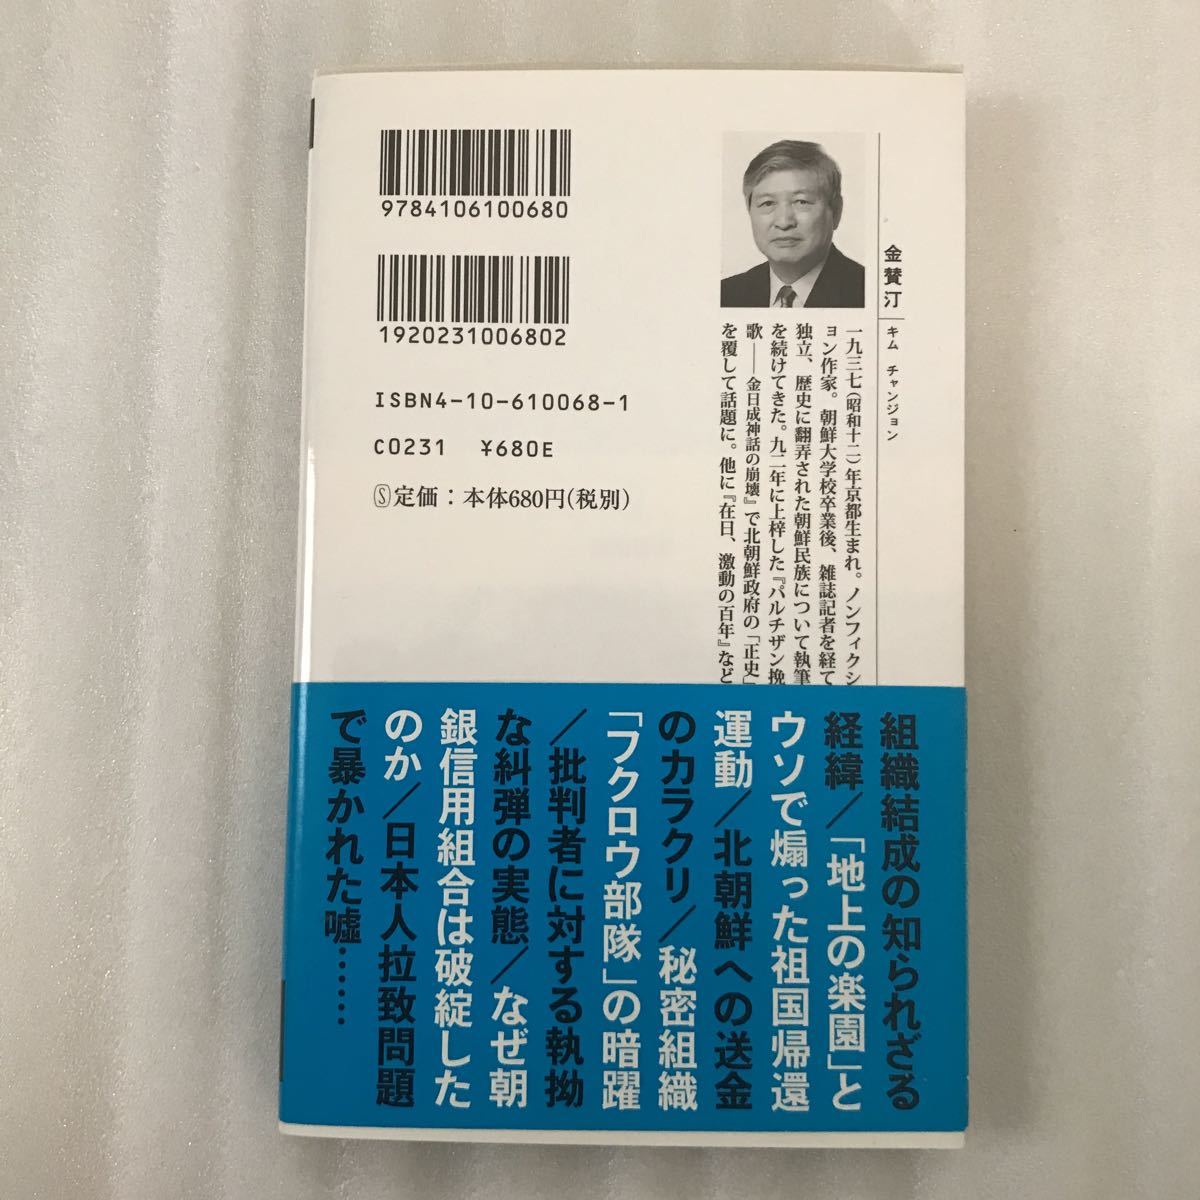 9784106100680
1920231006802
ISBN4-10-610068-1
C0231 ¥680E
Ⓢ定価：本体680円(税別)
金賛汀
キム チャンジョン
一九三七(昭和十二)年京都生まれ。ノンフィクシ
ョン作家。朝鮮大学校卒業後、雑誌記者を経て
独立、歴史に翻弄された朝鮮民族について執筆
を続けてきた。九二年に上梓した『パルチザン挽
歌──金日成神話の崩壊』で北朝鮮政府の「正史」
を覆して話題に。他に『在日、激動の百年』など
組織結成の知られざる
経緯／「地上の楽園」と
ウソで煽った祖国帰還
運動／北朝鮮への送金
のカラクリ／秘密組織
「フクロウ部隊」の暗躍
／批判者に対する執拗
な糾弾の実態／なぜ朝
銀信用組合は破綻した
のか／日本人拉致問題
で暴かれた嘘……